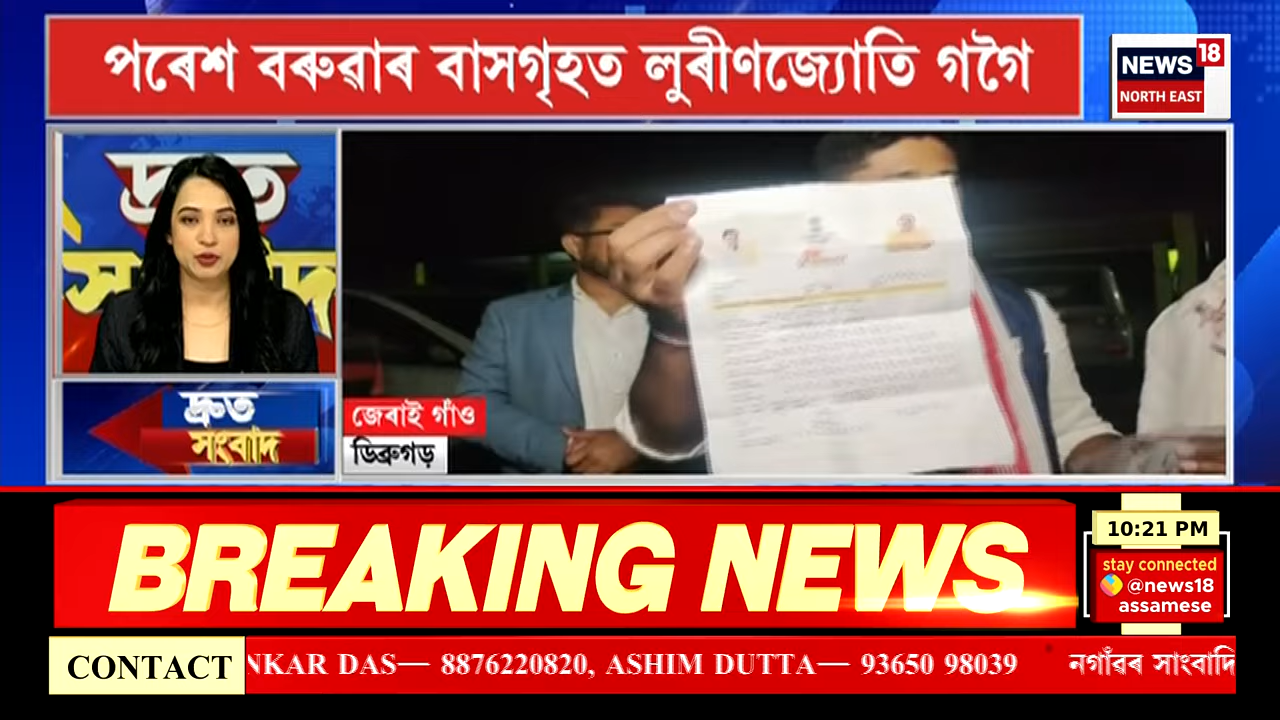 পৰেশ বৰুৱাৰ বাসগৃহত লুৰীণজ্যোতি গগৈ
NEWS 18
NORTH EAST
দ্ৰুত
সংবাদ
জেৰাই গাঁও
ডিব্ৰুগড়
দ্ৰুত
সংবাদ
BREAKING NEWS
10:21 PM
stay connected
@news18
assamese
CONTACT
NKAR DAS— 8876220820, ASHIM DUTTA— 93650 98039 নগাঁৱৰ সাংবাদি